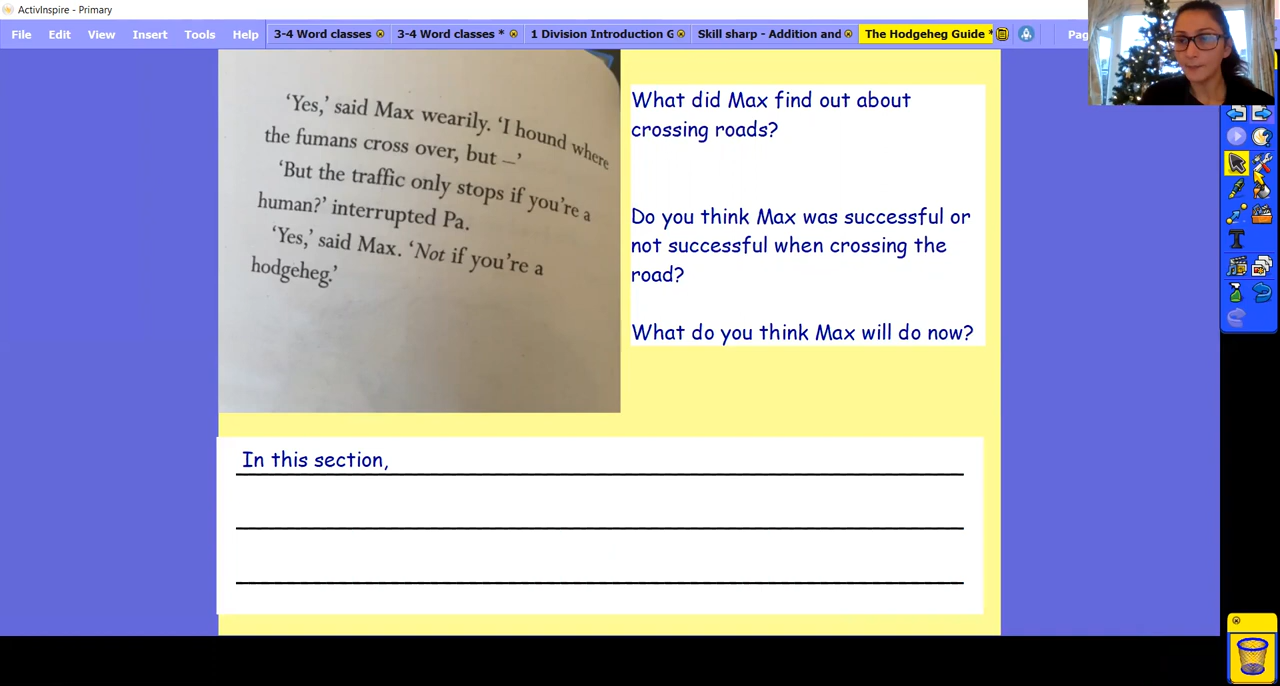 ActivInspire - Primary
File Edit View Insert Tools Help
3-4 Word classes
3-4 Word classes *
1 Division Introduction G
Skill sharp - Addition and
The Hodgeheg Guide *
Pag
‘Yes,’ said Max wearily. ‘I hound where
the fumans cross over, but –’
‘But the traffic only stops if you’re a
human?’ interrupted Pa.
‘Yes,’ said Max. ‘Not if you’re a
hodgeheg.’
What did Max find out about
crossing roads?
Do you think Max was successful or
not successful when crossing the
road?
What do you think Max will do now?
In this section,